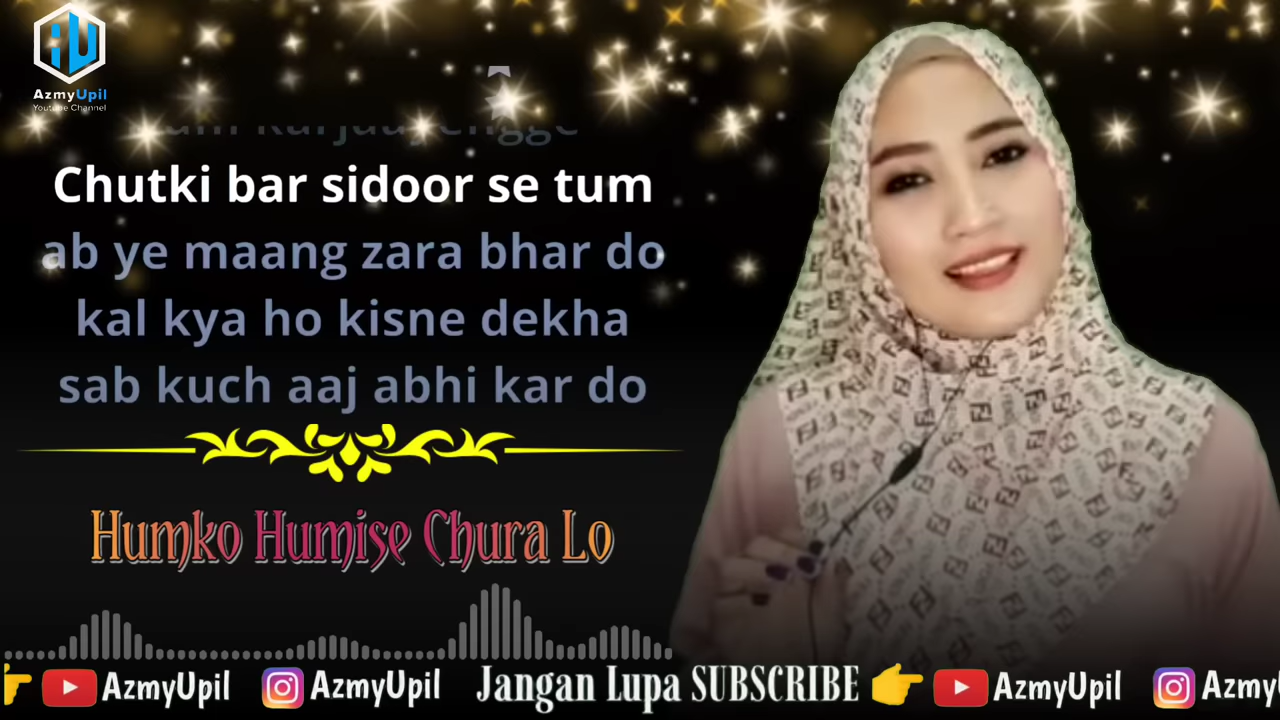 AzmyUpil
Youtube Channel
Chutki bar sidoor se tum
ab ye maang zara bhar do
kal kya ho kisne dekha
sab kuch aaj abhi kar do
Humko Humise Chura Lo
AzmyUpil AzmyUpil Jangan Lupa SUBSCRIBE AzmyUpil